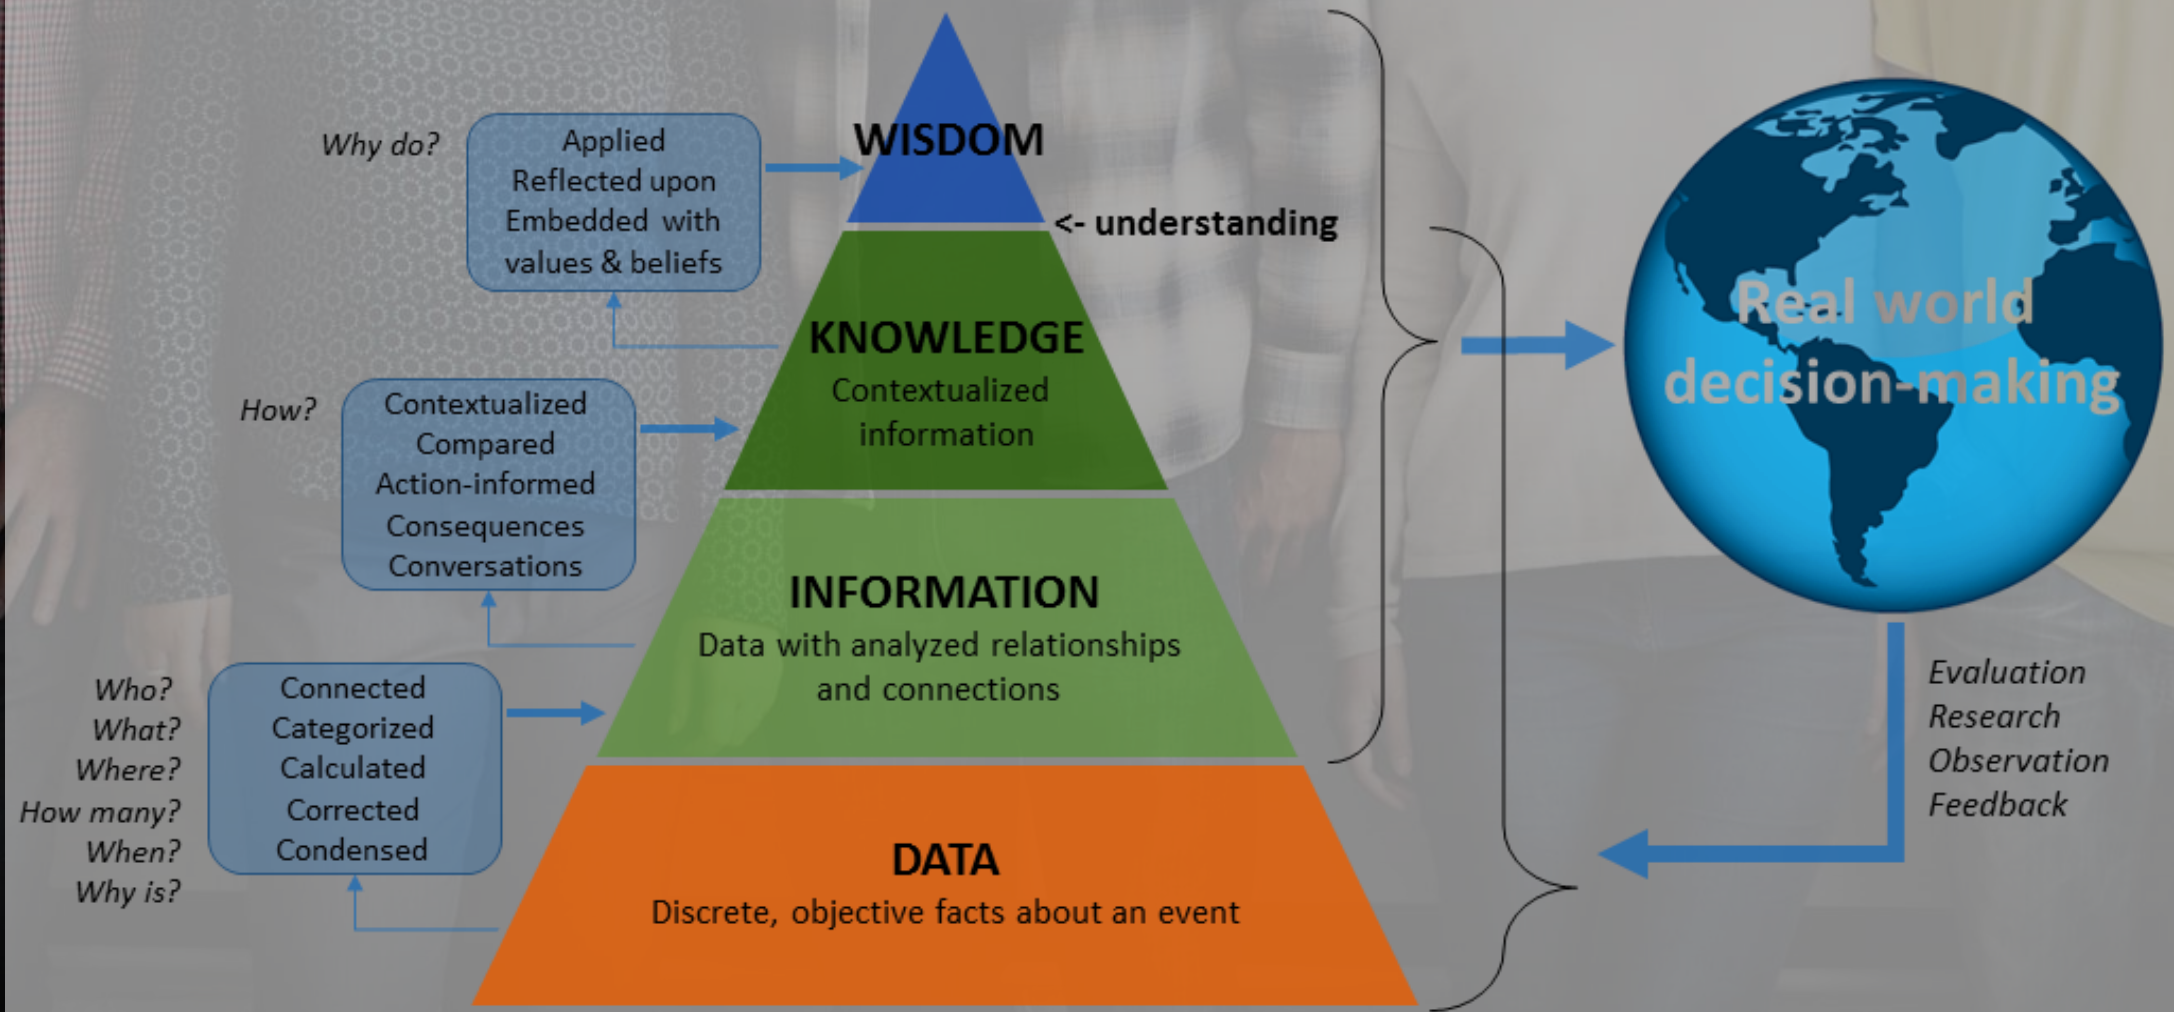 WISDOM
<- understanding
KNOWLEDGE
Contextualized
information
INFORMATION
Data with analyzed relationships
and connections
DATA
Discrete, objective facts about an event
Why do?
Applied
Reflected upon
Embedded with
values & beliefs
How?
Contextualized
Compared
Action-informed
Consequences
Conversations
Who?
What?
Where?
How many?
When?
Why is?
Connected
Categorized
Calculated
Corrected
Condensed
Real world
decision-making
Evaluation
Research
Observation
Feedback